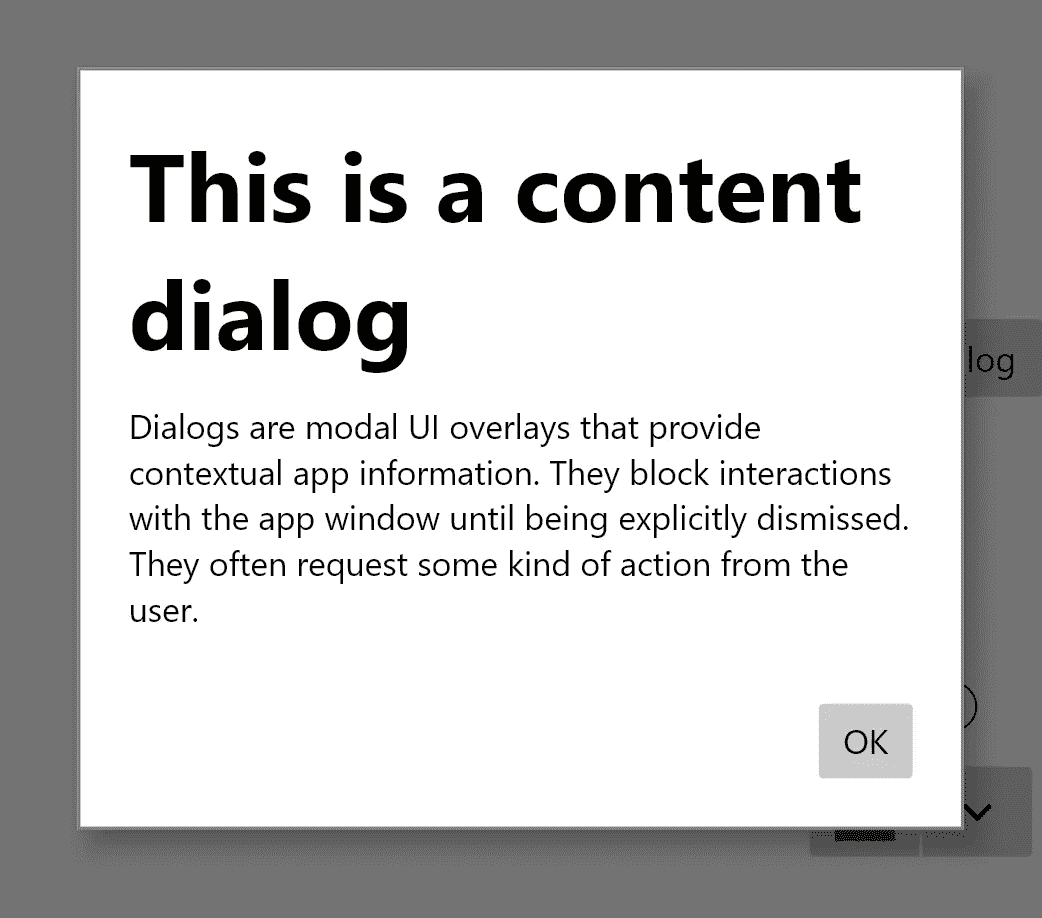 This is a content
dialog
Dialogs are modal UI overlays that provide
contextual app information. They block interactions
with the app window until being explicitly dismissed.
They often request some kind of action from the
user.
OK
log